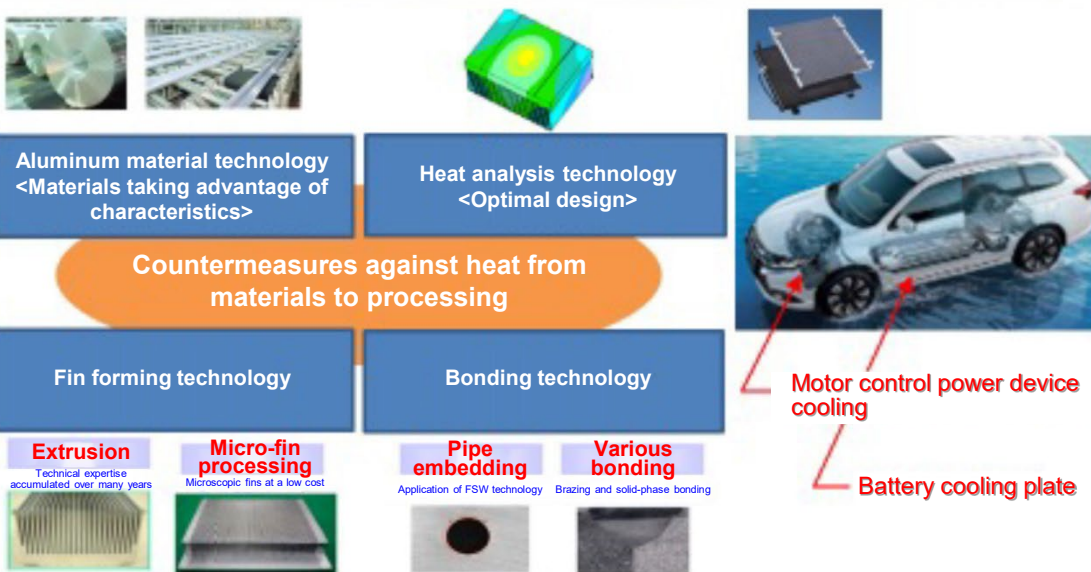 Aluminum material technology
<Materials taking advantage of
characteristics>
Heat analysis technology
<Optimal design>
Countermeasures against heat from
materials to processing
Fin forming technology
Bonding technology
Motor control power device
cooling
Battery cooling plate
Extrusion
Technical expertise
accumulated over many years
Micro-fin
processing
Microscopic fins at a low cost
Pipe
embedding
Application of FSW technology
Various
bonding
Brazing and solid-phase bonding